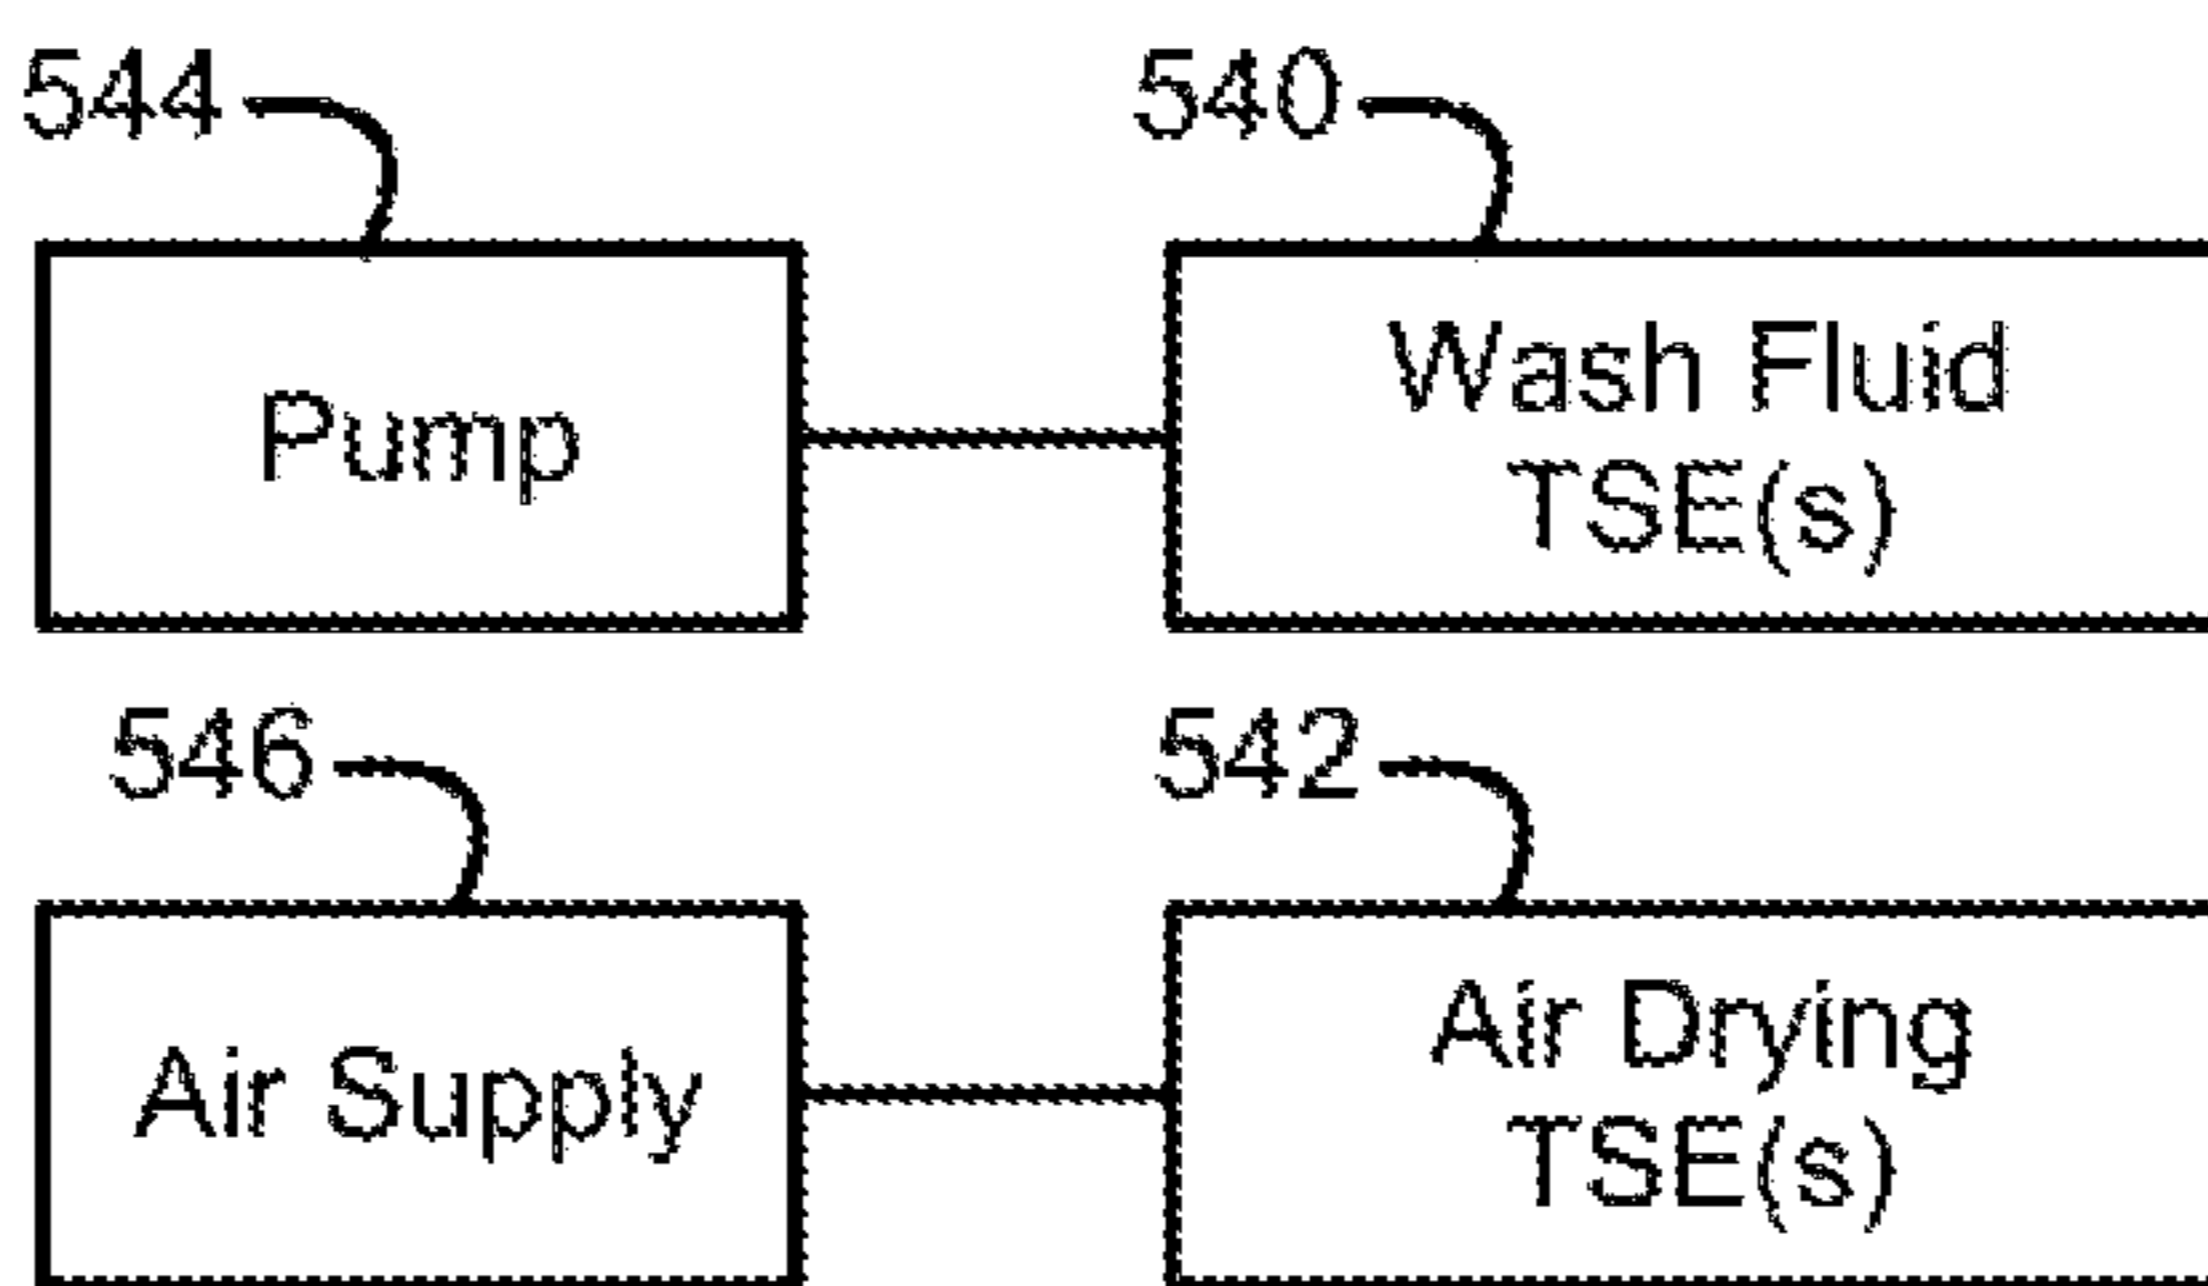 544
540
Pump
Wash Fluid
TSE(s)
546
542
Air Supply
Air Drying
TSE(s)